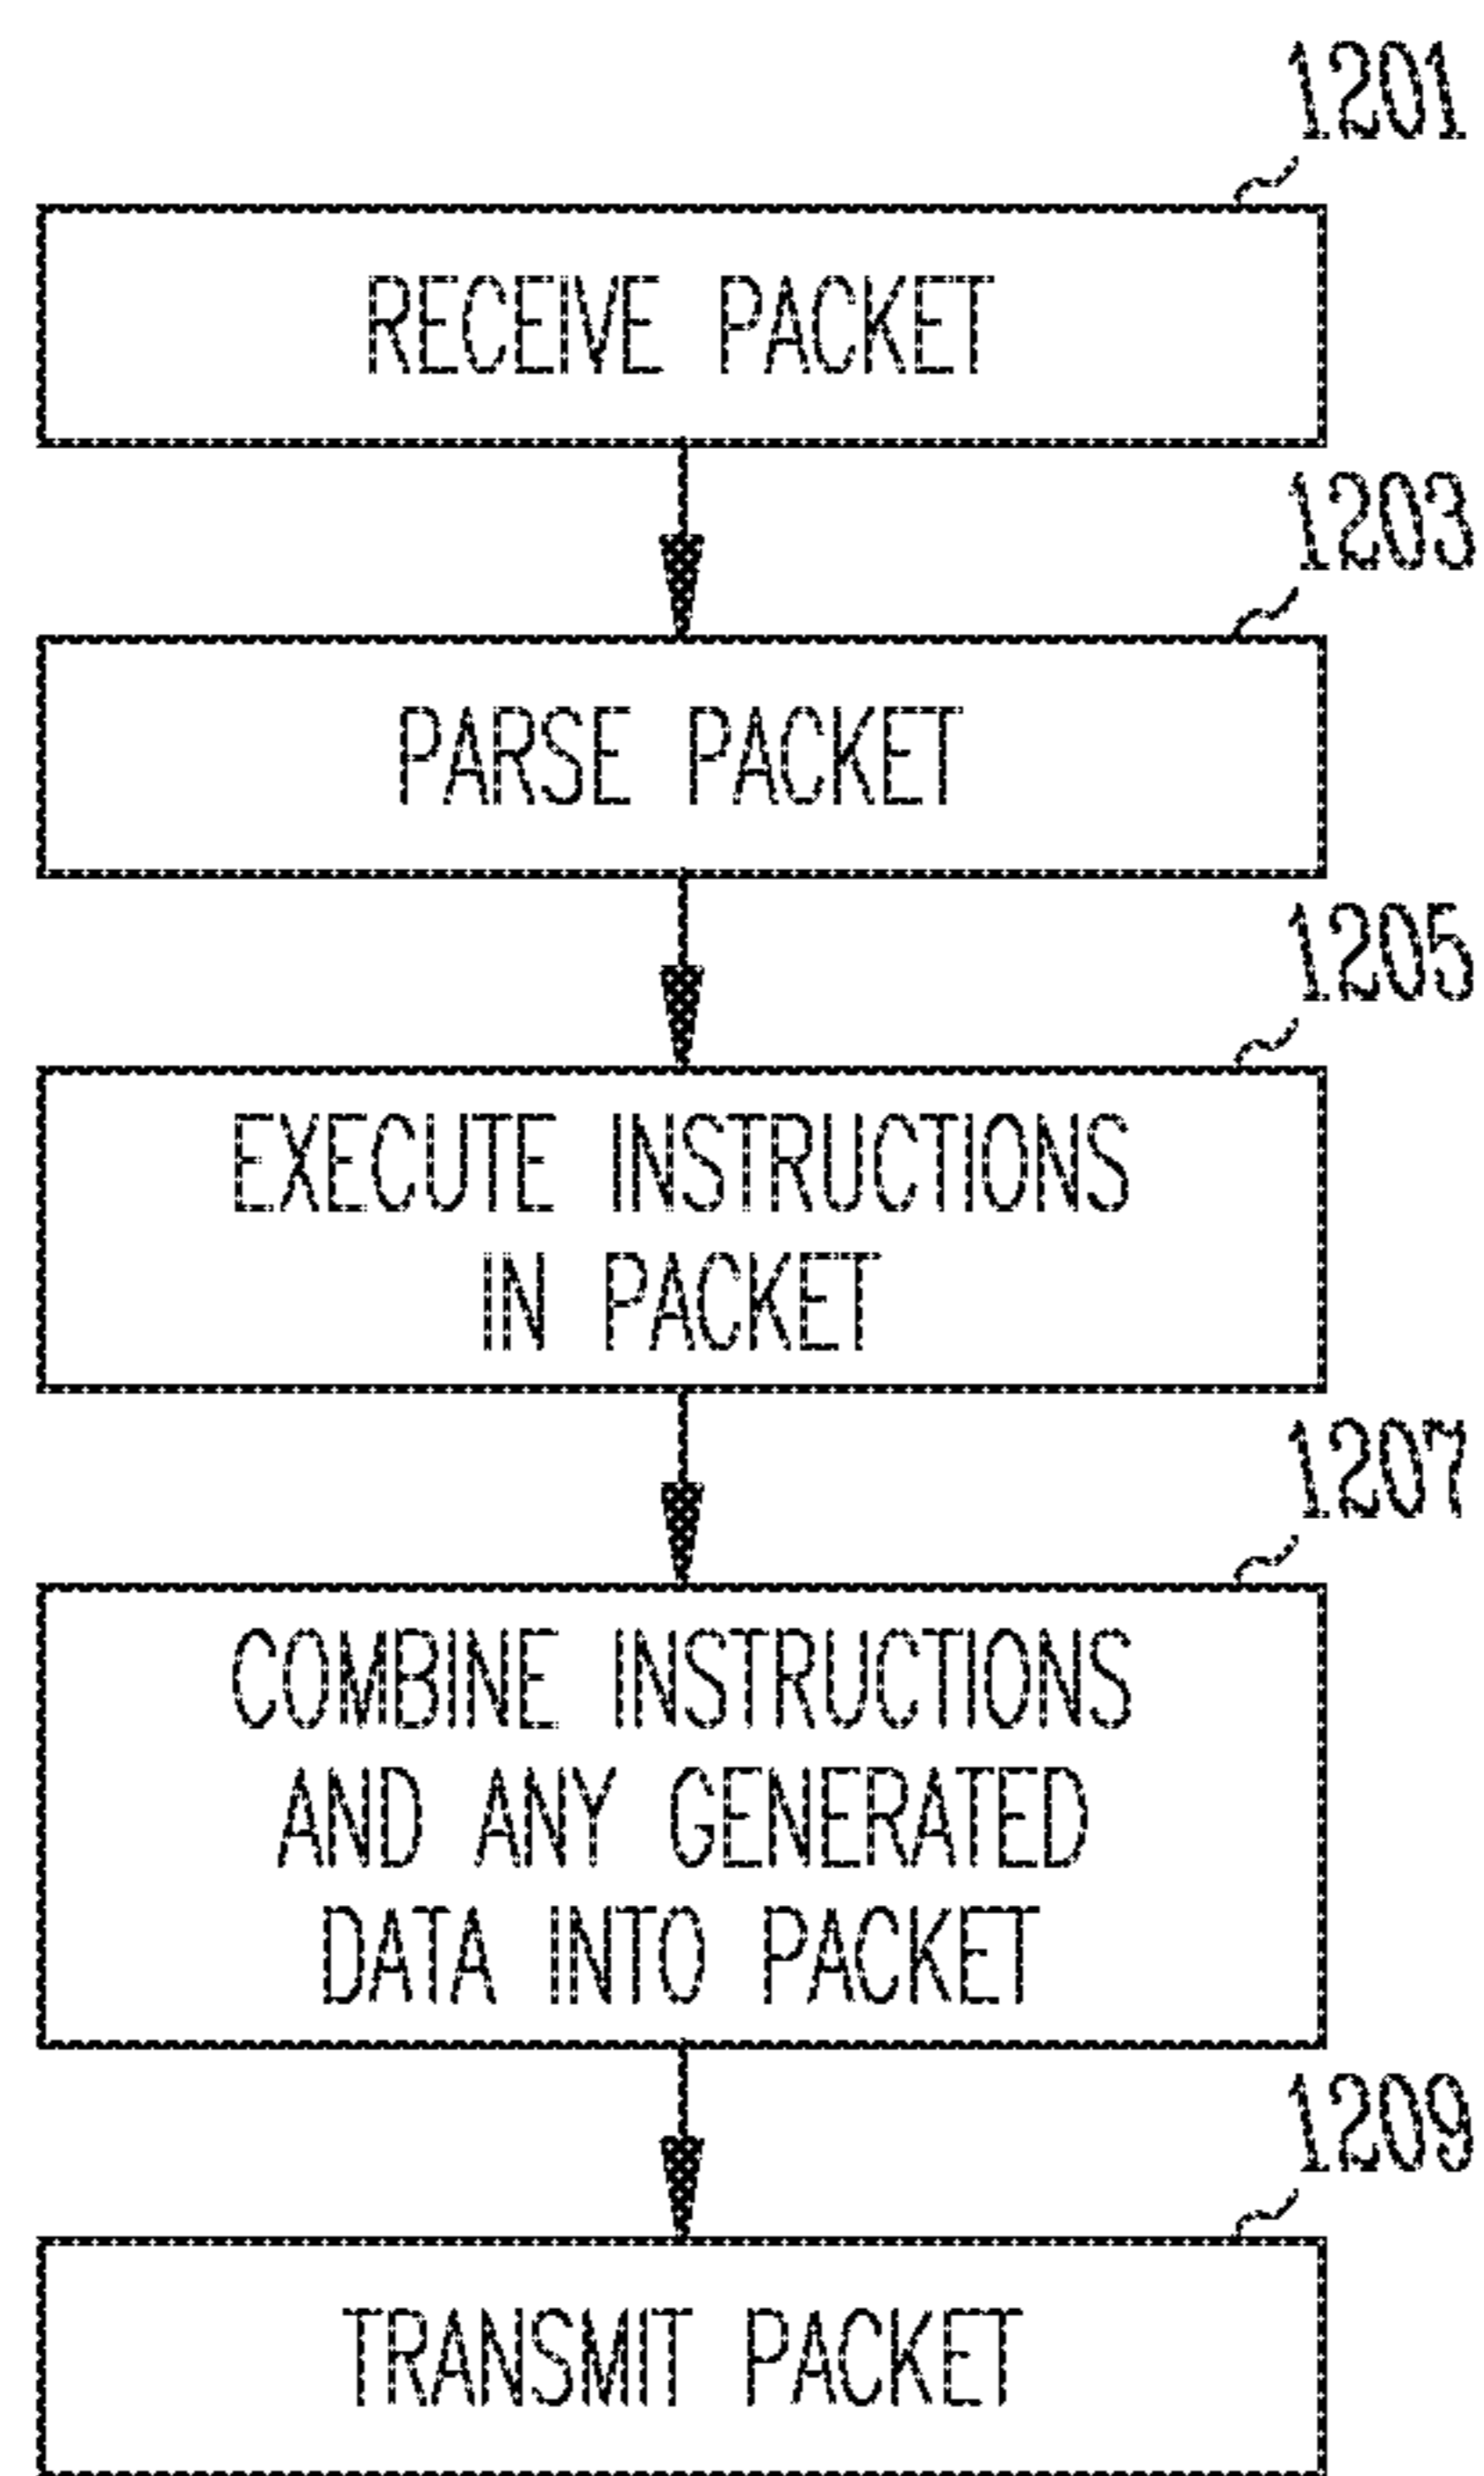 1201
RECEIVE PACKET
1203
PARSE PACKET
1205
EXECUTE INSTRUCTIONS
IN PACKET
1207
COMBINE INSTRUCTIONS
AND ANY GENERATED
DATA INTO PACKET
1209
TRANSMIT PACKET